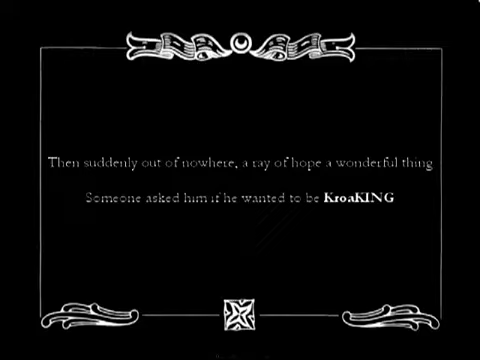 Then suddenly out of nowhere, a ray of hope a wonderful thing
Someone asked him if he wanted to be KroaKING